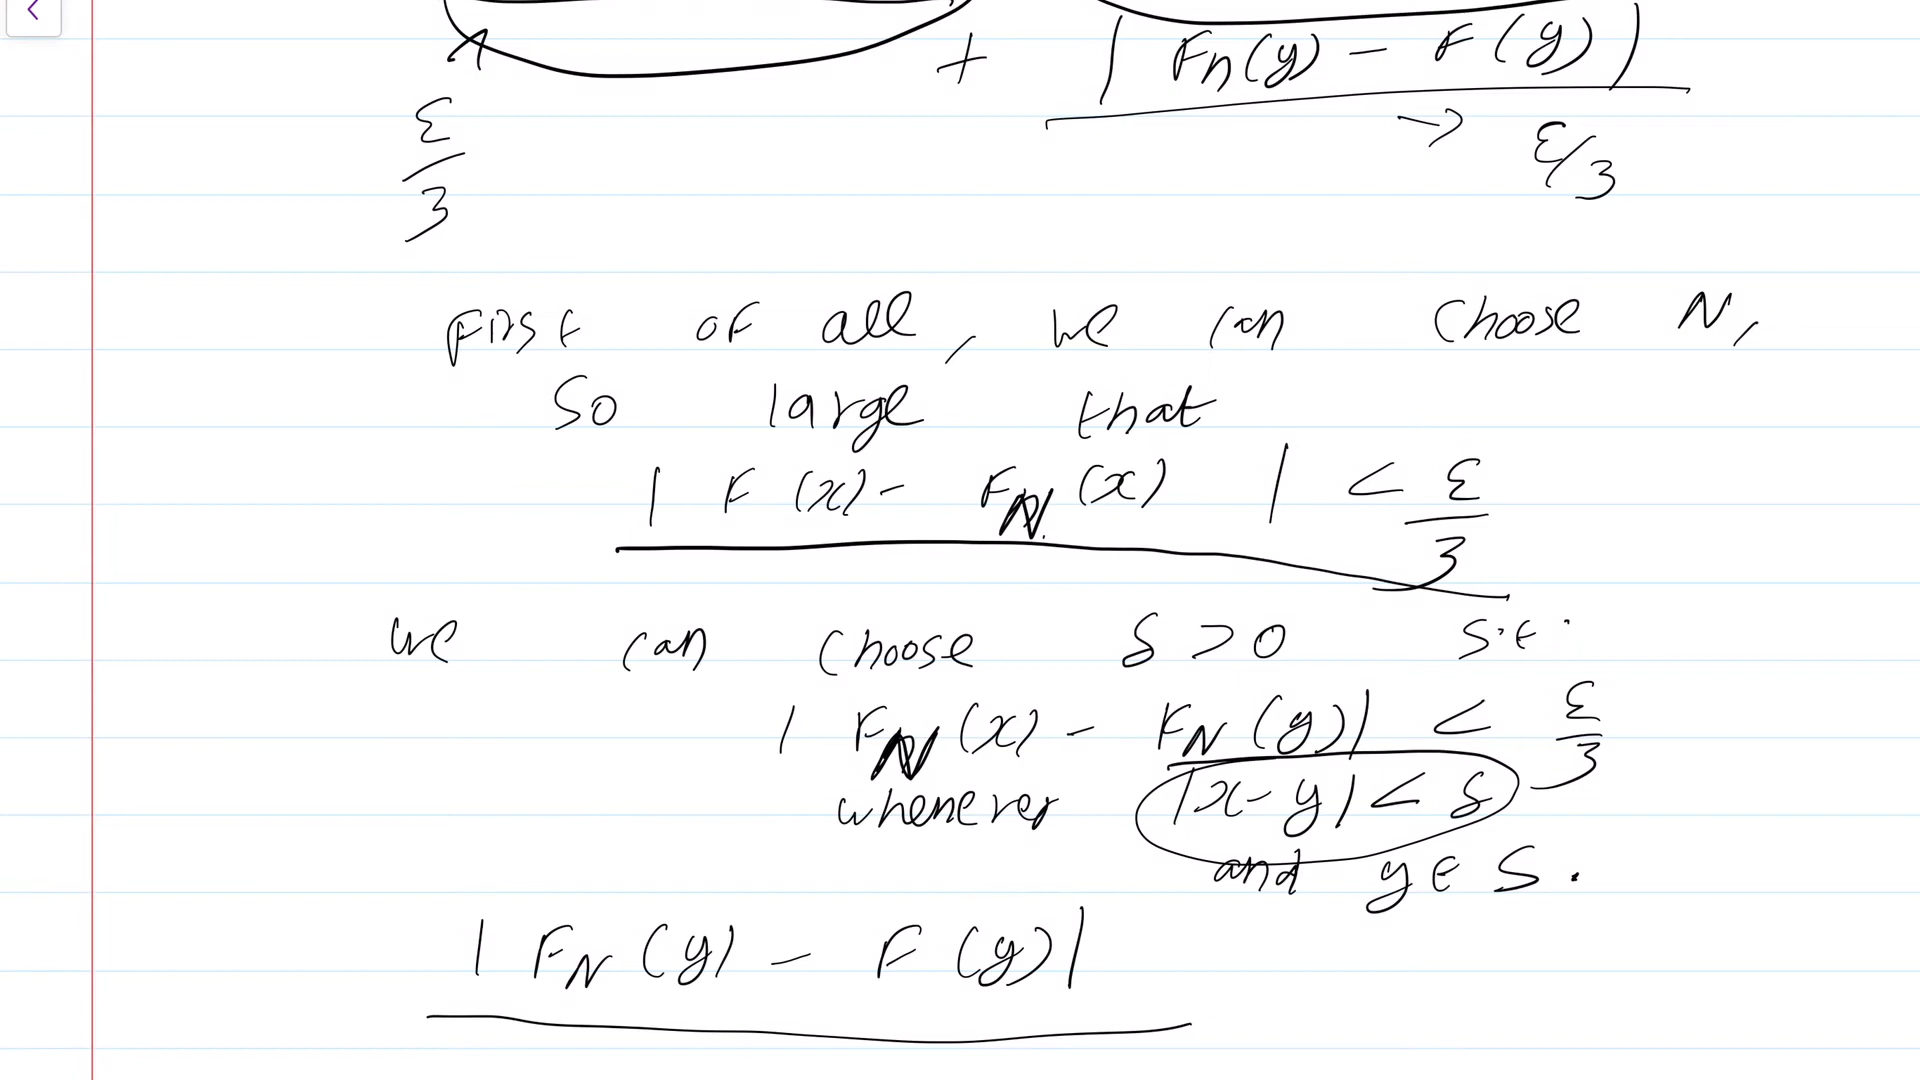 + | Fn(y) - F(y) |
ε/3 → ε/3
First of all, we can choose N,
so large that
| F(x) - FN(x) | < ε/3
we can choose δ > 0 s.t.
| FN(x) - FN(y) | < ε/3
whenever |x - y| < δ
and y ∈ S.
| FN(y) - F(y) |